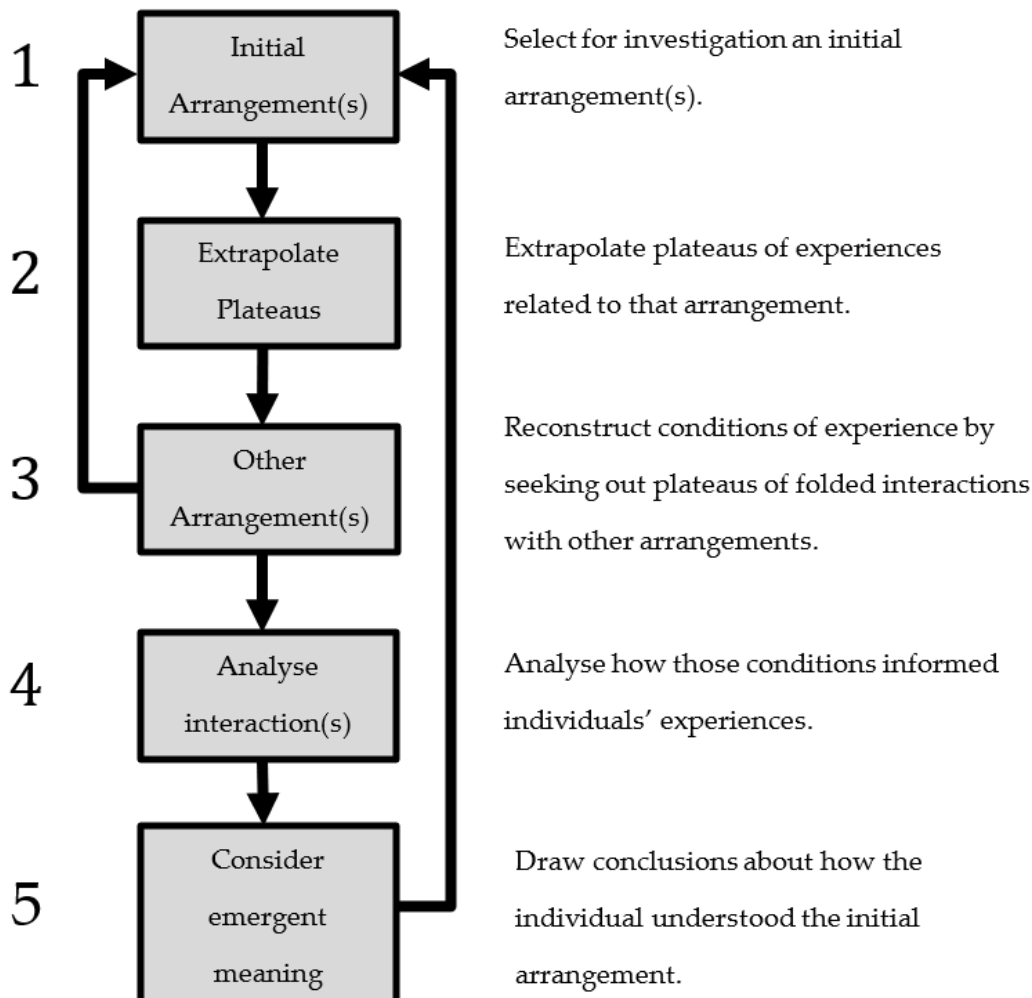 1
Initial
Arrangement(s)
Select for investigation an initial
arrangement(s).
2
Extrapolate
Plateaus
Extrapolate plateaus of experiences
related to that arrangement.
3
Other
Arrangement(s)
Reconstruct conditions of experience by
seeking out plateaus of folded interactions
with other arrangements.
4
Analyse
interaction(s)
Analyse how those conditions informed
individuals’ experiences.
5
Consider
emergent
meaning
Draw conclusions about how the
individual understood the initial
arrangement.